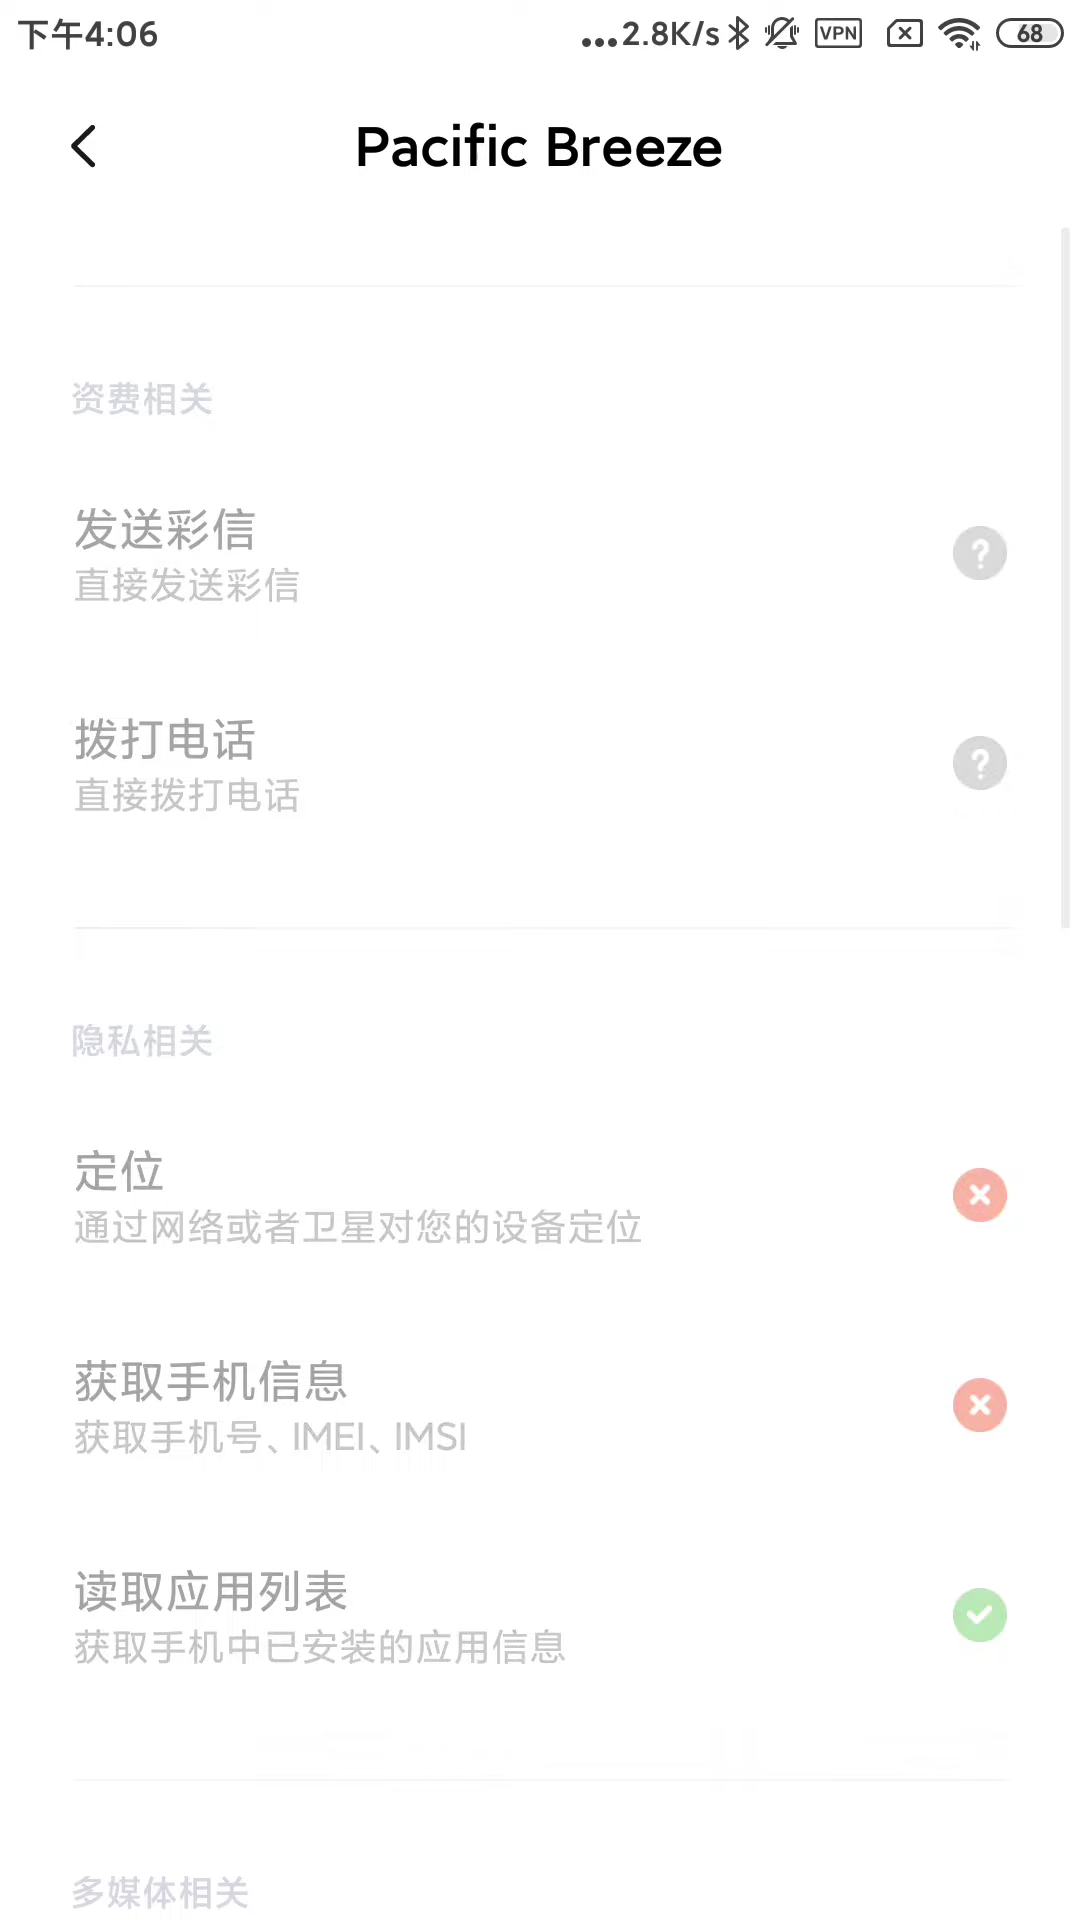 下午4:06
...2.8K/s VPN 68
Pacific Breeze
资费相关
发送彩信
直接发送彩信
拨打电话
直接拨打电话
隐私相关
定位
通过网络或者卫星对您的设备定位
获取手机信息
获取手机号、IMEI、IMSI
读取应用列表
获取手机中已安装的应用信息
多媒体相关